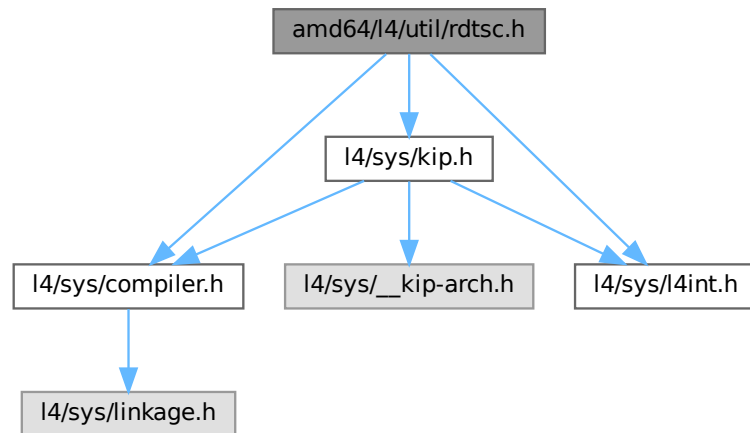 amd64/l4/util/rdtsc.h
l4/sys/kip.h
l4/sys/compiler.h
l4/sys/__kip-arch.h
l4/sys/l4int.h
l4/sys/linkage.h